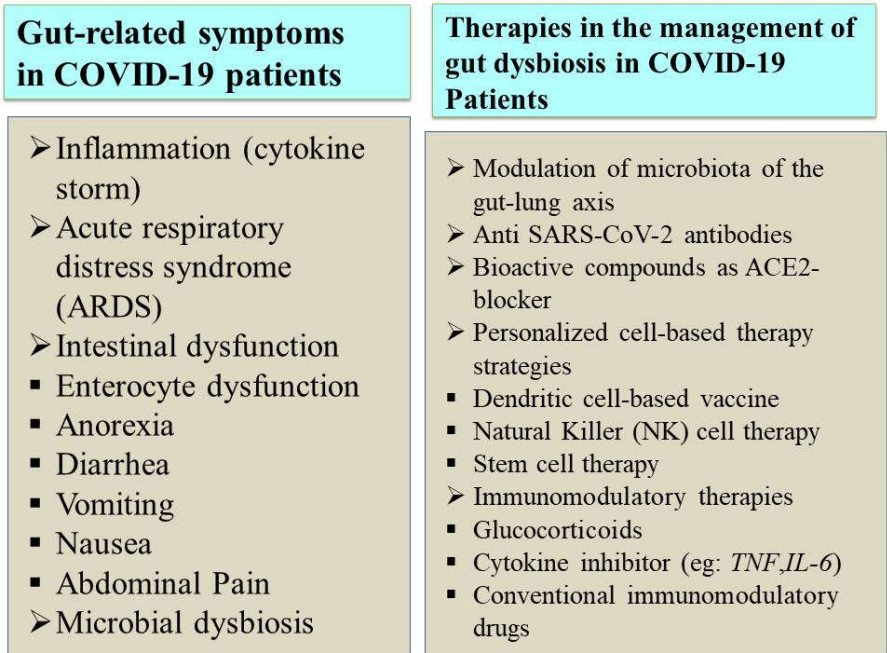 Gut-related symptoms
in COVID-19 patients
➢Inflammation (cytokine
storm)
➢Acute respiratory
distress syndrome
(ARDS)
➢Intestinal dysfunction
▪ Enterocyte dysfunction
▪ Anorexia
▪ Diarrhea
▪ Vomiting
▪ Nausea
▪ Abdominal Pain
➢Microbial dysbiosis
Therapies in the management of
gut dysbiosis in COVID-19
Patients
➢ Modulation of microbiota of the
gut-lung axis
➢ Anti SARS-CoV-2 antibodies
➢ Bioactive compounds as ACE2-
blocker
➢ Personalized cell-based therapy
strategies
▪ Dendritic cell-based vaccine
▪ Natural Killer (NK) cell therapy
▪ Stem cell therapy
➢ Immunomodulatory therapies
▪ Glucocorticoids
▪ Cytokine inhibitor (eg: TNF,IL-6)
▪ Conventional immunomodulatory
drugs